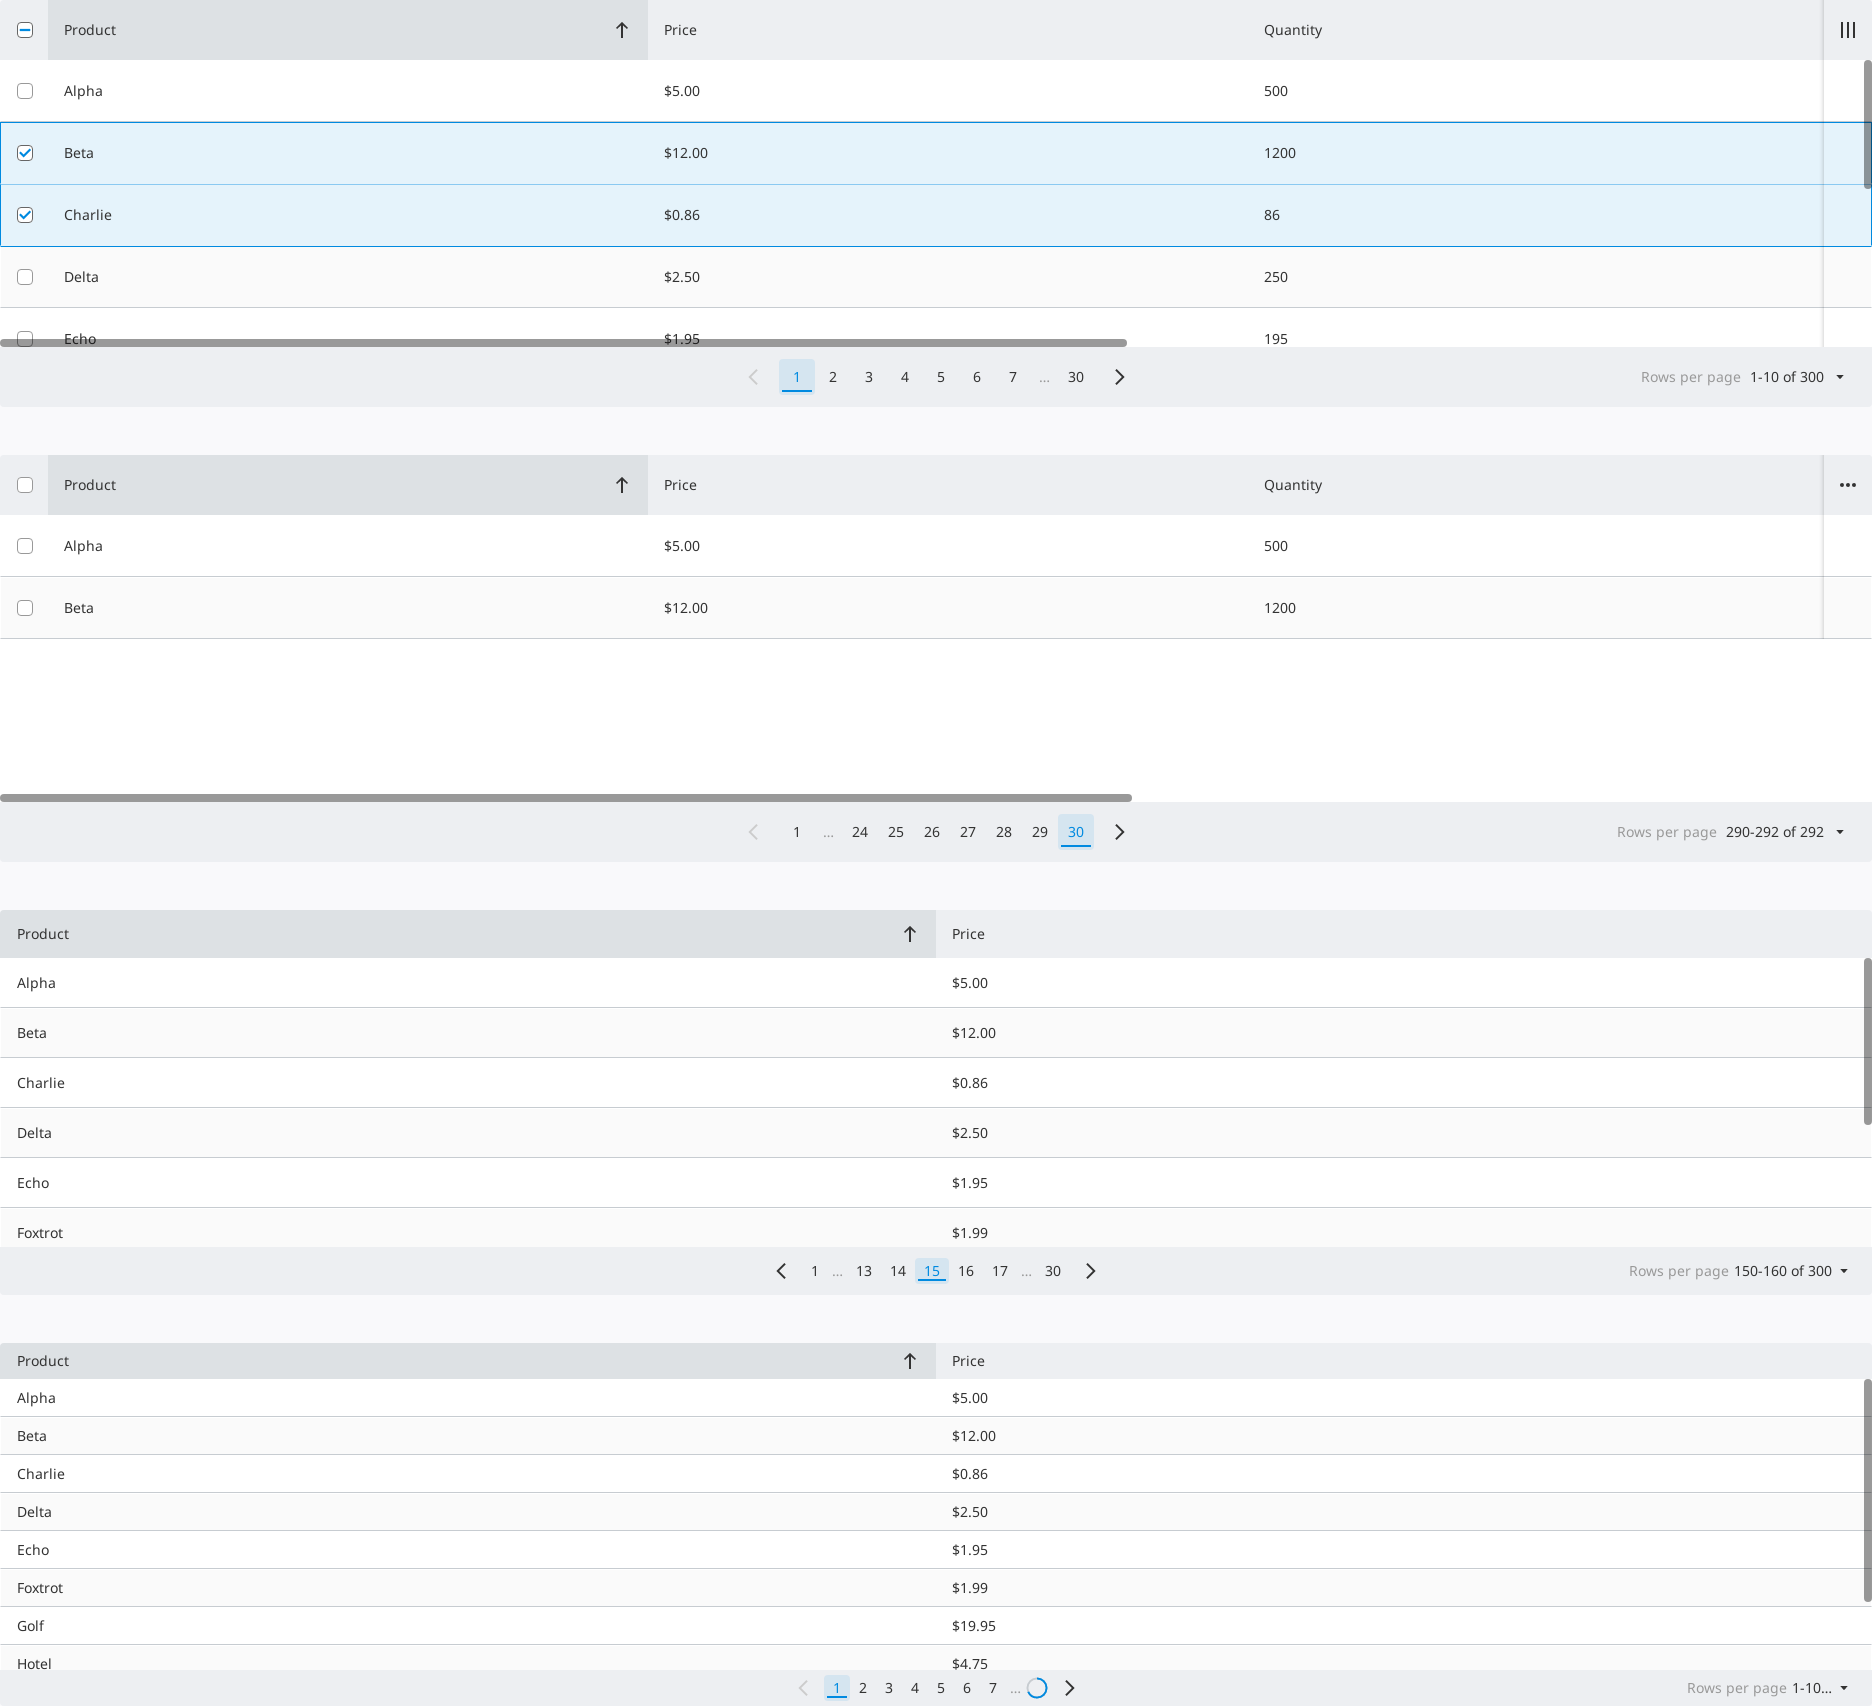 Product Price Quantity
Alpha $5.00 500
Beta $12.00 1200
Charlie $0.86 86
Delta $2.50 250
Echo $1.95 195
1 2 3 4 5 6 7 ... 30 Rows per page 1-10 of 300
Product Price Quantity
Alpha $5.00 500
Beta $12.00 1200
1 ... 24 25 26 27 28 29 30 Rows per page 290-292 of 292
Product Price
Alpha $5.00
Beta $12.00
Charlie $0.86
Delta $2.50
Echo $1.95
Foxtrot $1.99
1 ... 13 14 15 16 17 ... 30 Rows per page 150-160 of 300
Product Price
Alpha $5.00
Beta $12.00
Charlie $0.86
Delta $2.50
Echo $1.95
Foxtrot $1.99
Golf $19.95
Hotel $4.75
1 2 3 4 5 6 7 ... Rows per page 1-10...